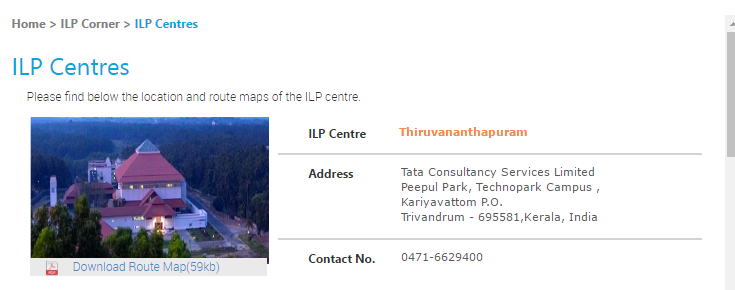 Home > ILP Corner > ILP Centres
ILP Centres
Please find below the location and route maps of the ILP centre.
ILP Centre Thiruvananthapuram
Address Tata Consultancy Services Limited
Peepul Park, Technopark Campus ,
Kariyavattom P.O.
Trivandrum - 695581,Kerala, India
Contact No. 0471-6629400
Download Route Map(59kb)